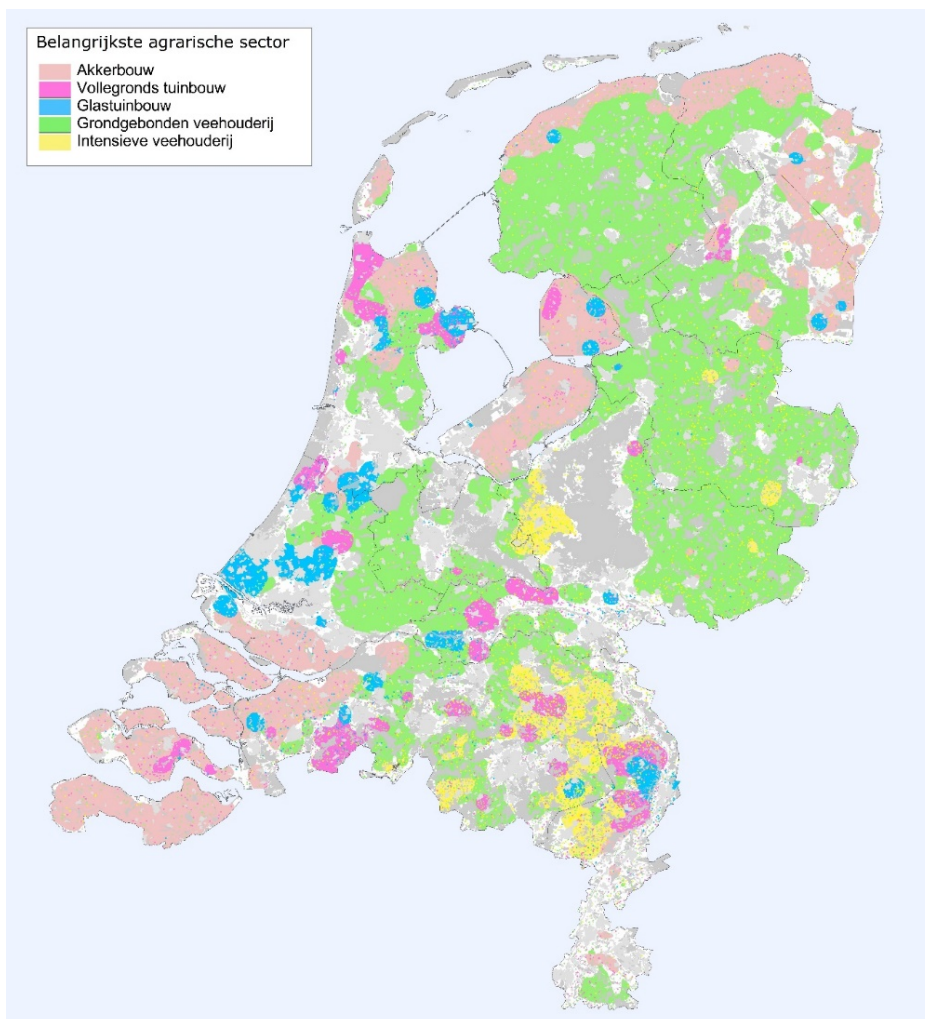 Belangrijkste agrarische sector
Akkerbouw
Vollegronds tuinbouw
Glastuinbouw
Grondgebonden veehouderij
Intensieve veehouderij